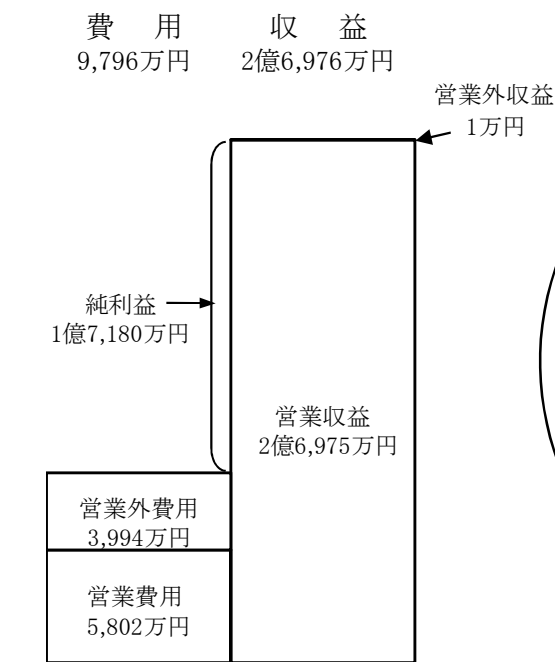 費 用 収 益
9,796万円 2億6,976万円
営業外収益
1万円
純利益
1億7,180万円
営業収益
2億6,975万円
営業外費用
3,994万円
営業費用
5,802万円